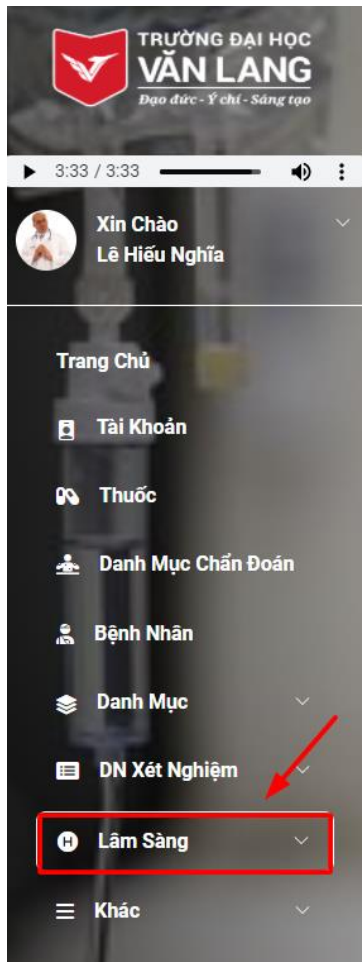 TRƯỜNG ĐẠI HỌC
VĂN LANG
Đạo đức - Ý chí - Sáng tạo
3:33 / 3:33
Xin Chào
Lê Hiếu Nghĩa
Trang Chủ
Tài Khoản
Thuốc
Danh Mục Chẩn Đoán
Bệnh Nhân
Danh Mục
DN Xét Nghiệm
H Lâm Sàng
Khác